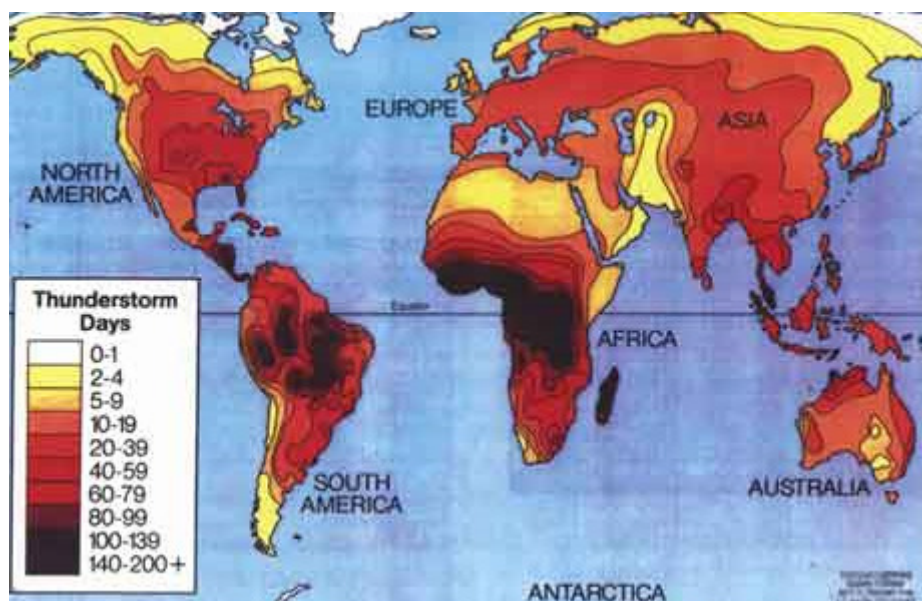 EUROPE
ASIA
NORTH
AMERICA
Thunderstorm
Days
0-1
2-4
5-9
10-19
20-39
40-59
60-79
80-99
100-139
140-200+
Equator
AFRICA
SOUTH
AMERICA
AUSTRALIA
ANTARCTICA